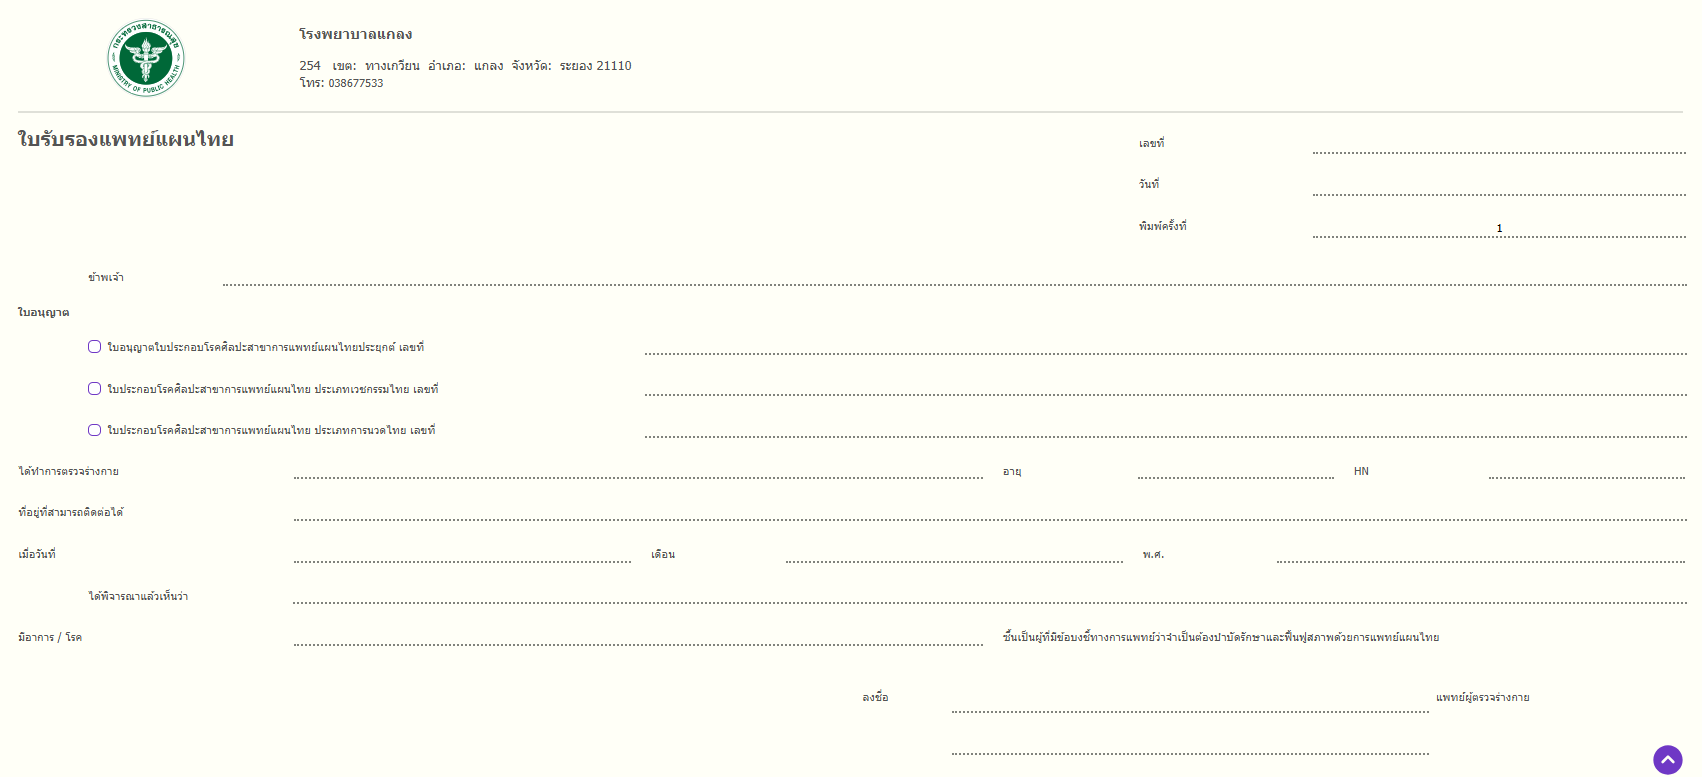 กระทรวงสาธารณสุข
MINISTRY OF PUBLIC HEALTH
โรงพยาบาลแกลง
254 เขต: ทางเกวียน อำเภอ: แกลง จังหวัด: ระยอง 21110
โทร: 038677533
ใบรับรองแพทย์แผนไทย
เลขที่
วันที่
พิมพ์ครั้งที่ 1
ข้าพเจ้า
ใบอนุญาต
ใบอนุญาตใบประกอบโรคศิลปะสาขาการแพทย์แผนไทยประยุกต์ เลขที่
ใบประกอบโรคศิลปะสาขาการแพทย์แผนไทย ประเภทเวชกรรมไทย เลขที่
ใบประกอบโรคศิลปะสาขาการแพทย์แผนไทย ประเภทการนวดไทย เลขที่
ได้ทำการตรวจร่างกาย อายุ HN
ที่อยู่ที่สามารถติดต่อได้
เมื่อวันที่ เดือน พ.ศ.
ได้พิจารณาแล้วเห็นว่า
มีอาการ / โรค ซึ้นเป็นผู้ที่มีข้อบงชี้ทางการแพทย์ว่าจำเป็นต้องบำบัดรักษาและฟื้นฟูสภาพด้วยการแพทย์แผนไทย
ลงชื่อ แพทย์ผู้ตรวจร่างกาย